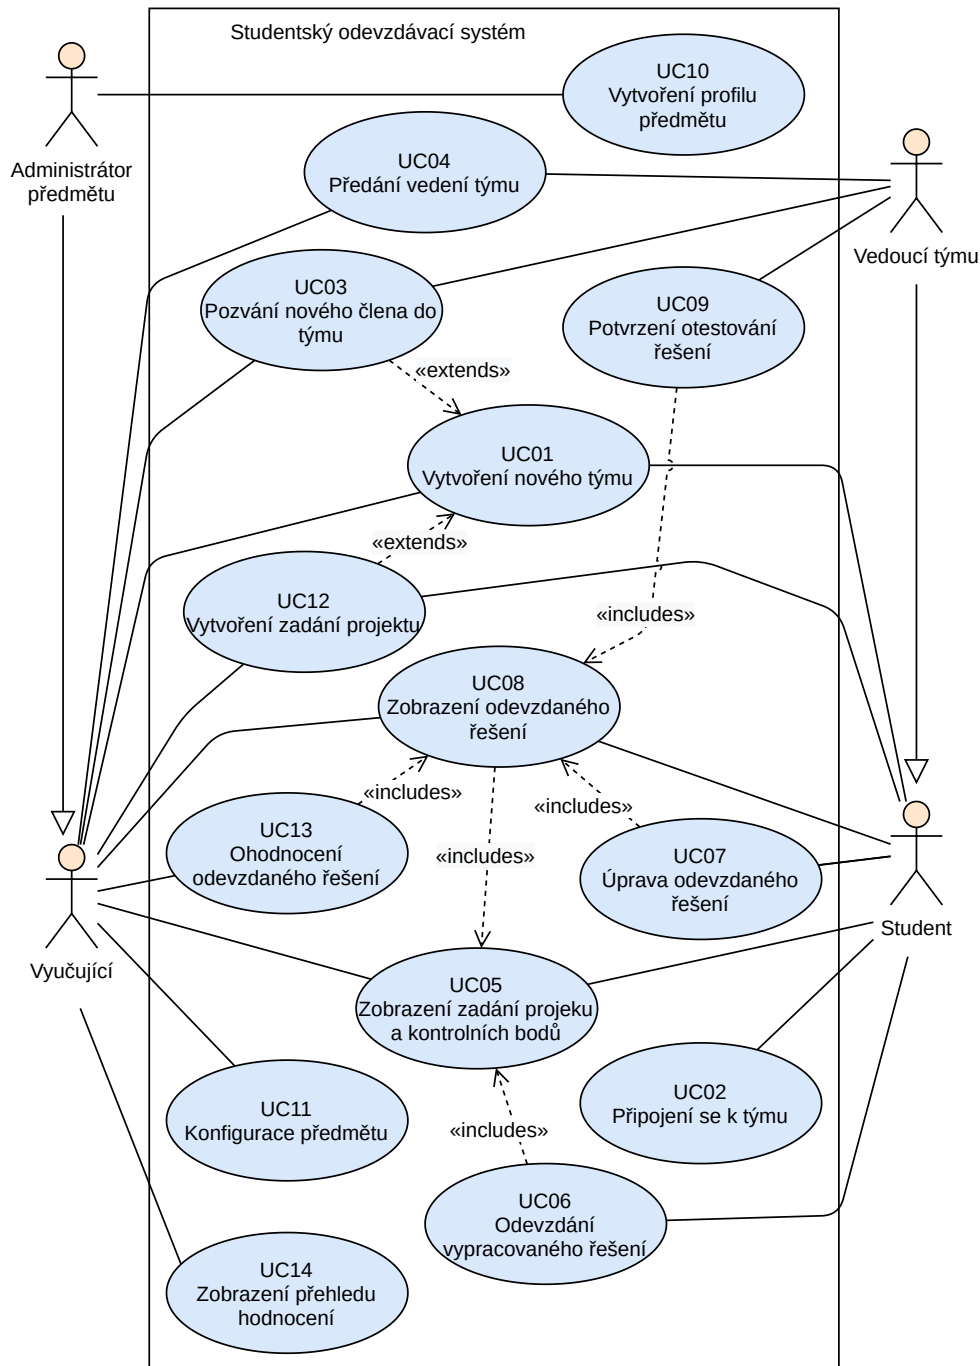 Studentský odevzdávací systém
UC10
Vytvoření profilu
předmětu
Administrátor
předmětu
UC04
Předání vedení týmu
Vedoucí týmu
UC03
Pozvání nového člena do
týmu
UC09
Potvrzení otestování
řešení
«extends»
UC01
Vytvoření nového týmu
«extends»
UC12
Vytvoření zadání projektu
«includes»
UC08
Zobrazení odevzdaného
řešení
«includes»
«includes»
UC13
Ohodnocení
odevzdaného řešení
«includes»
UC07
Úprava odevzdaného
řešení
Student
Vyučující
UC05
Zobrazení zadání projeku
a kontrolních bodů
UC11
Konfigurace předmětu
UC02
Připojení se k týmu
«includes»
UC06
Odevzdání
vypracovaného řešení
UC14
Zobrazení přehledu
hodnocení